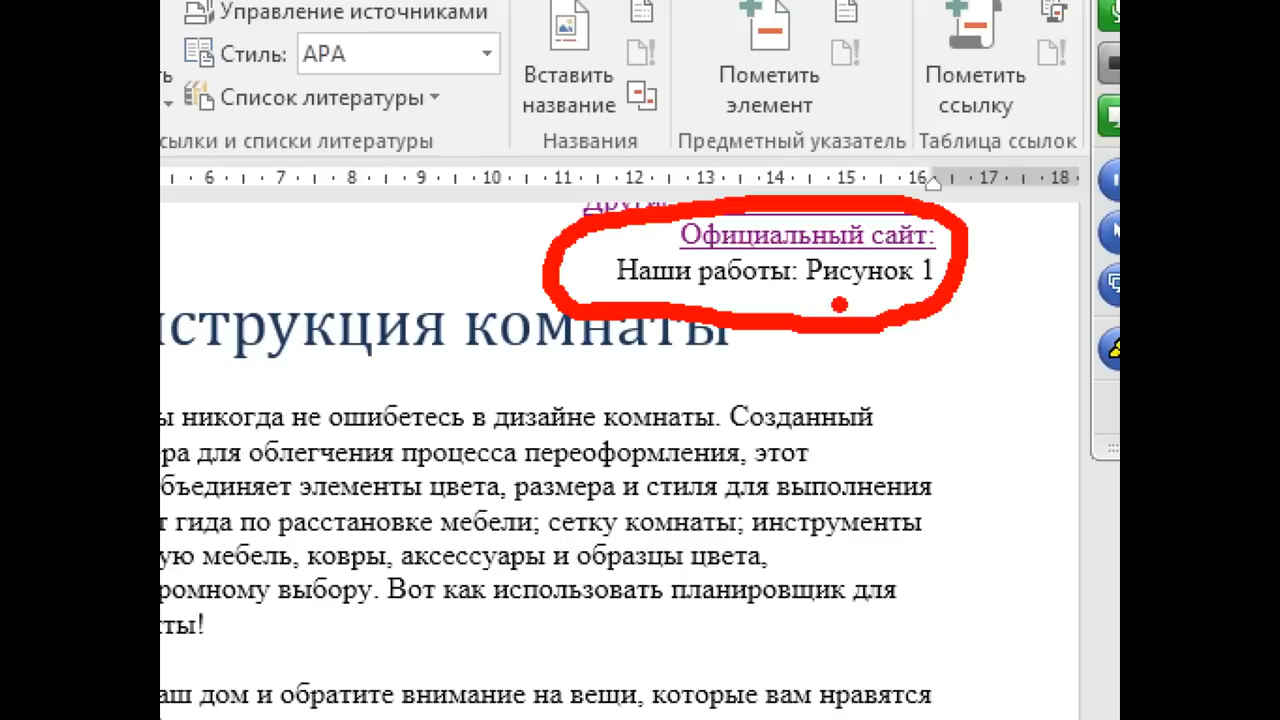 Управление источниками
Стиль: APA
Список литературы
сылки и списки литературы
Вставить
название
Названия
Пометить
элемент
Предметный указатель
Пометить
ссылку
Таблица ссылок
6 7 8 9 10 11 12 13 14 15 16 17 18
Официальный сайт:
Наши работы: Рисунок 1
нструкция комнаты
ы никогда не ошибетесь в дизайне комнаты. Созданный
ра для облегчения процесса переоформления, этот
бъединяет элементы цвета, размера и стиля для выполнения
т гида по расстановке мебели; сетку комнаты; инструменты
ую мебель, ковры, аксессуары и образцы цвета,
ромному выбору. Вот как использовать планировщик для
ты!
аш дом и обратите внимание на вещи, которые вам нравятся